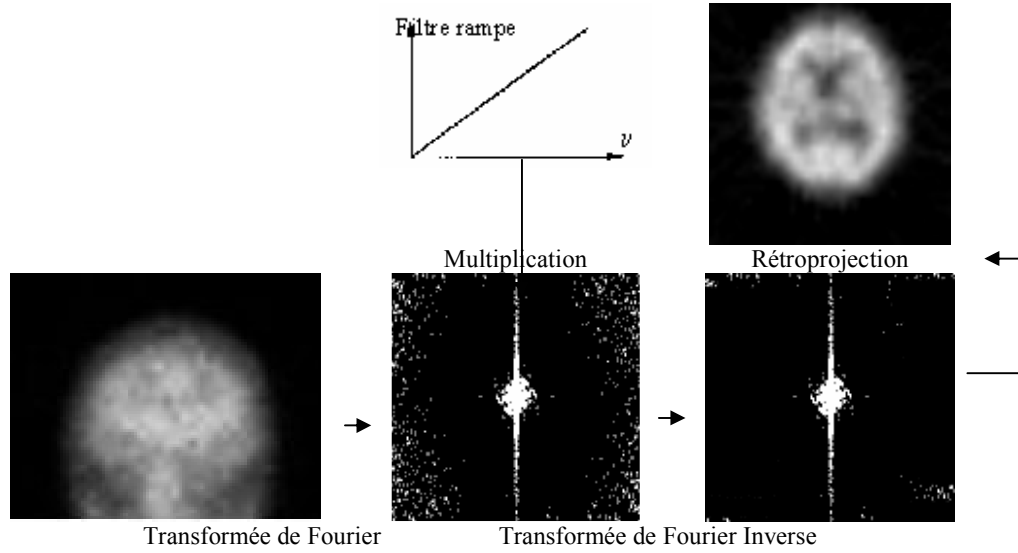 Filtre rampe
ν
Multiplication
Rétroprojection
Transformée de Fourier
Transformée de Fourier Inverse